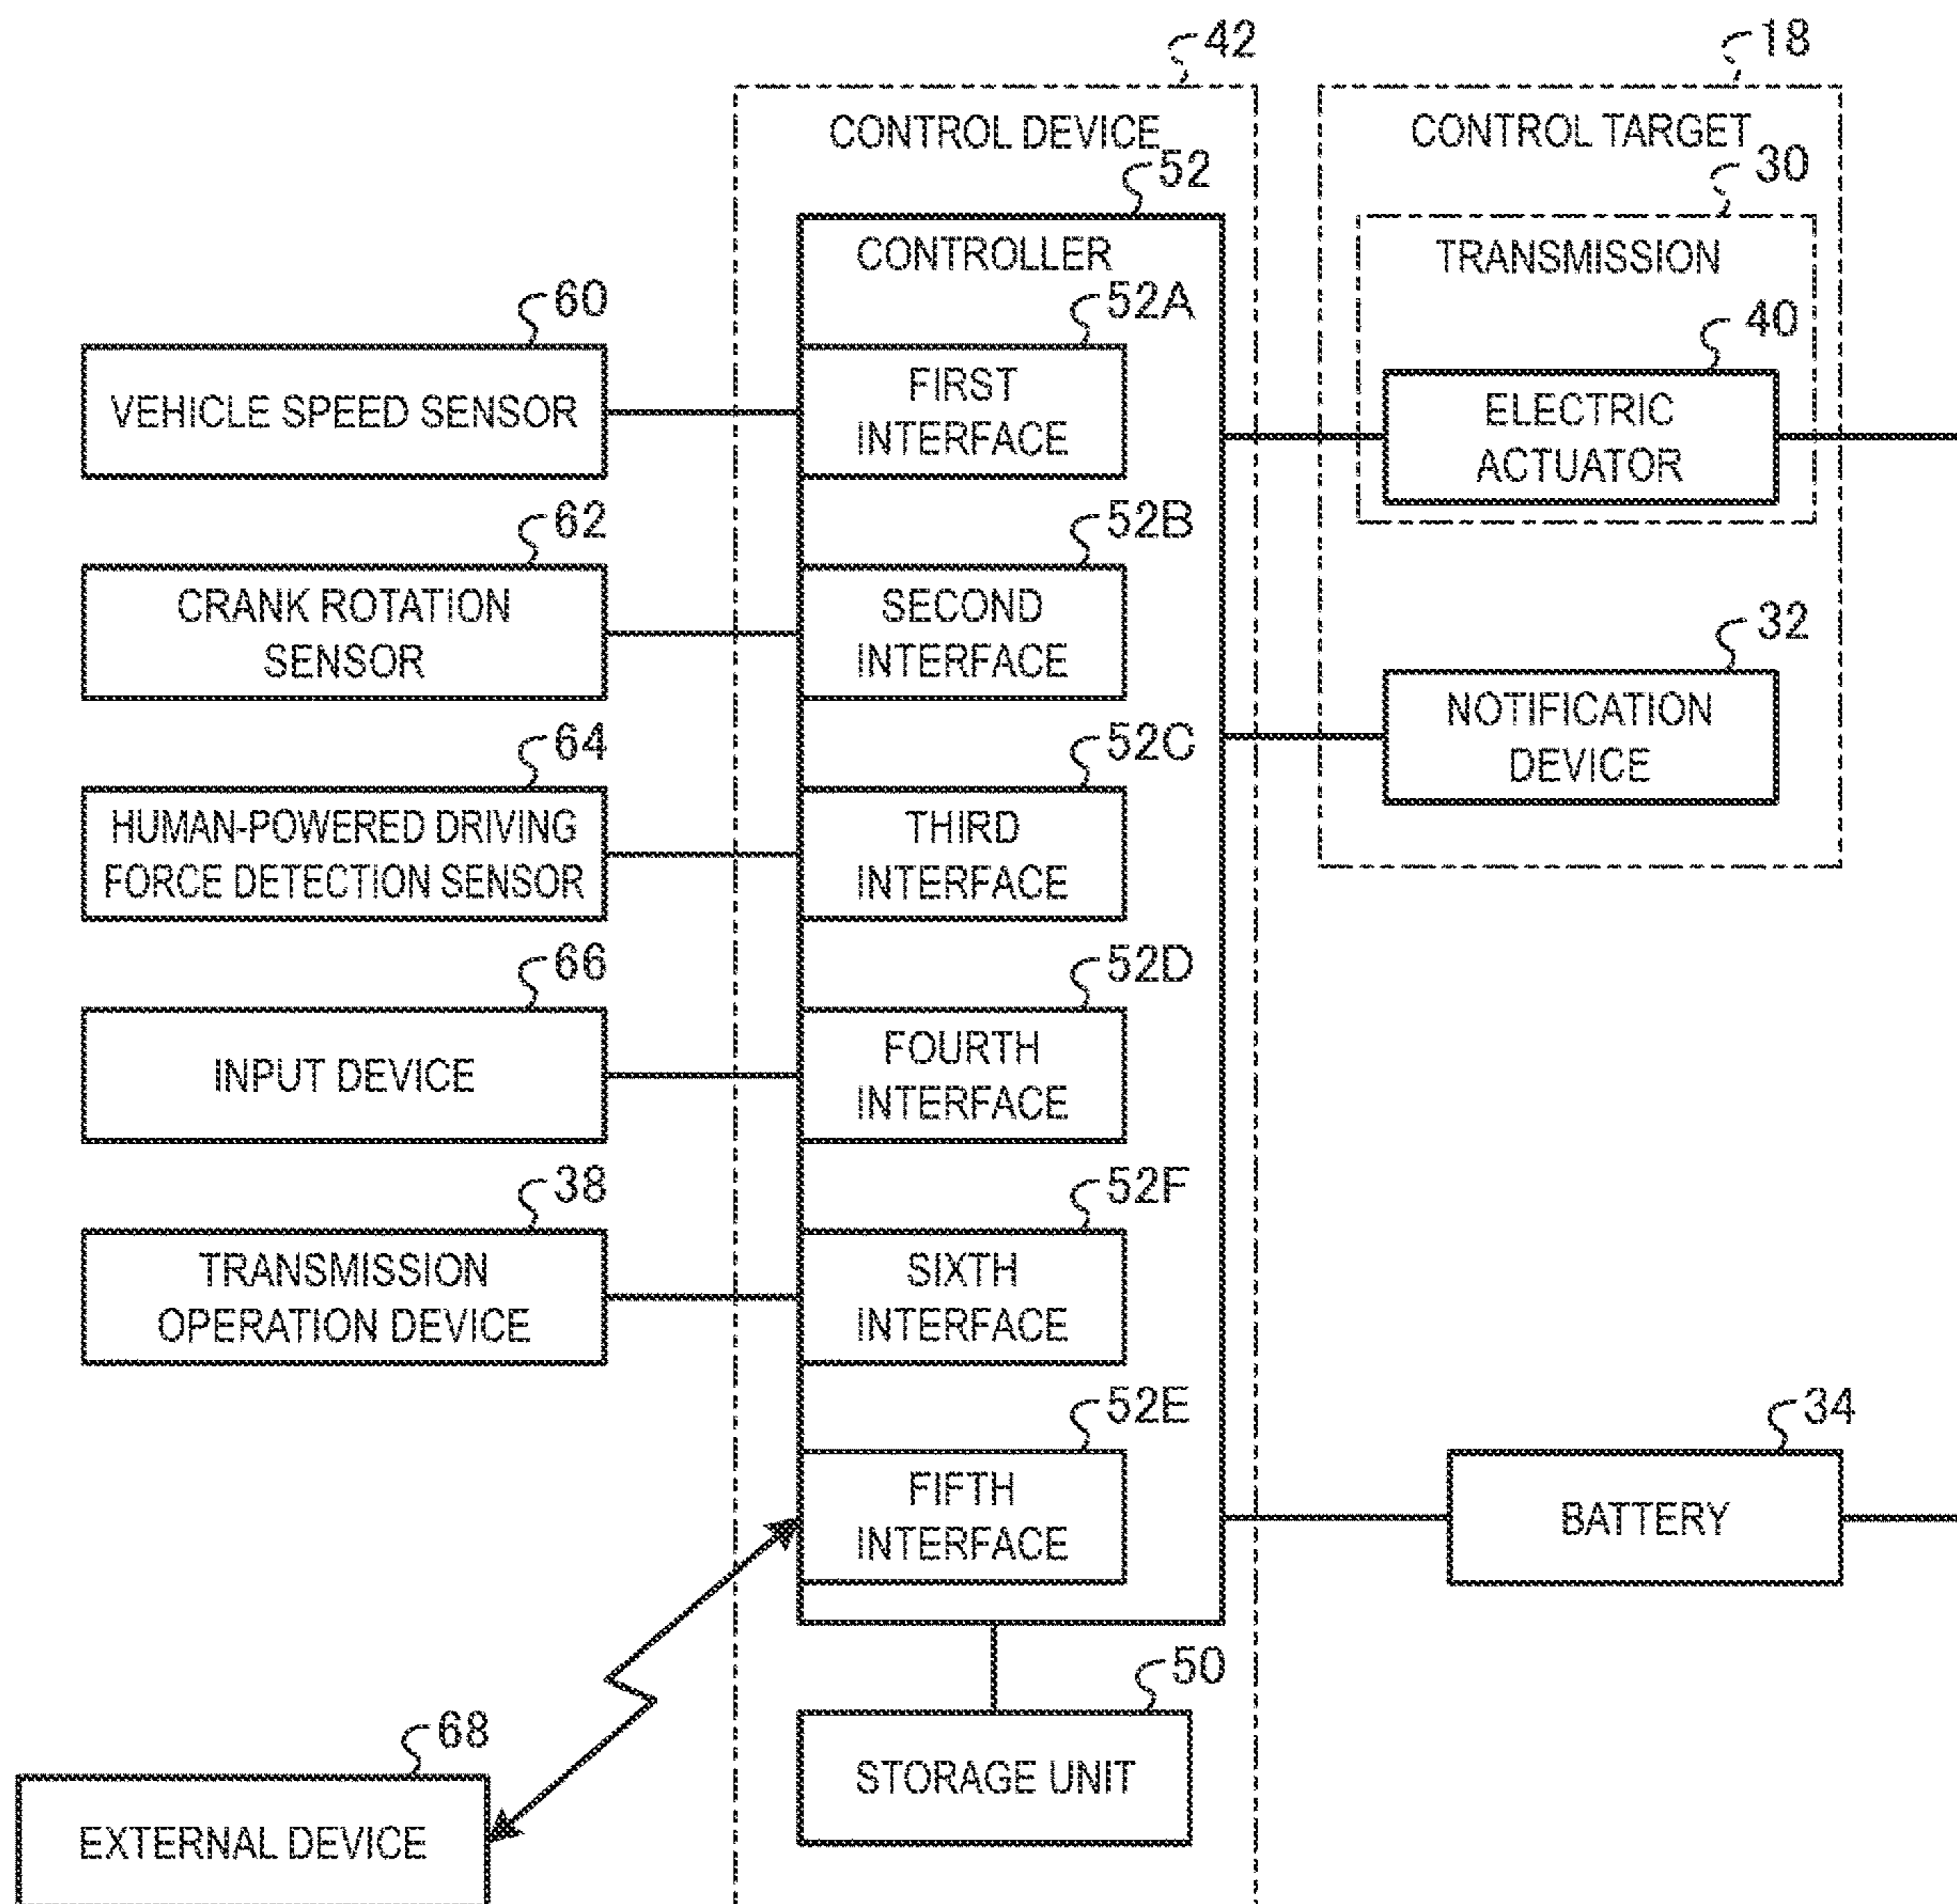 42
18
CONTROL DEVICE
CONTROL TARGET
52
30
CONTROLLER
TRANSMISSION
60
52A
40
VEHICLE SPEED SENSOR
FIRST
INTERFACE
ELECTRIC
ACTUATOR
62
52B
CRANK ROTATION
SENSOR
SECOND
INTERFACE
32
NOTIFICATION
DEVICE
64
52C
HUMAN-POWERED DRIVING
FORCE DETECTION SENSOR
THIRD
INTERFACE
66
52D
INPUT DEVICE
FOURTH
INTERFACE
38
52F
TRANSMISSION
OPERATION DEVICE
SIXTH
INTERFACE
52E
34
FIFTH
INTERFACE
BATTERY
50
STORAGE UNIT
68
EXTERNAL DEVICE